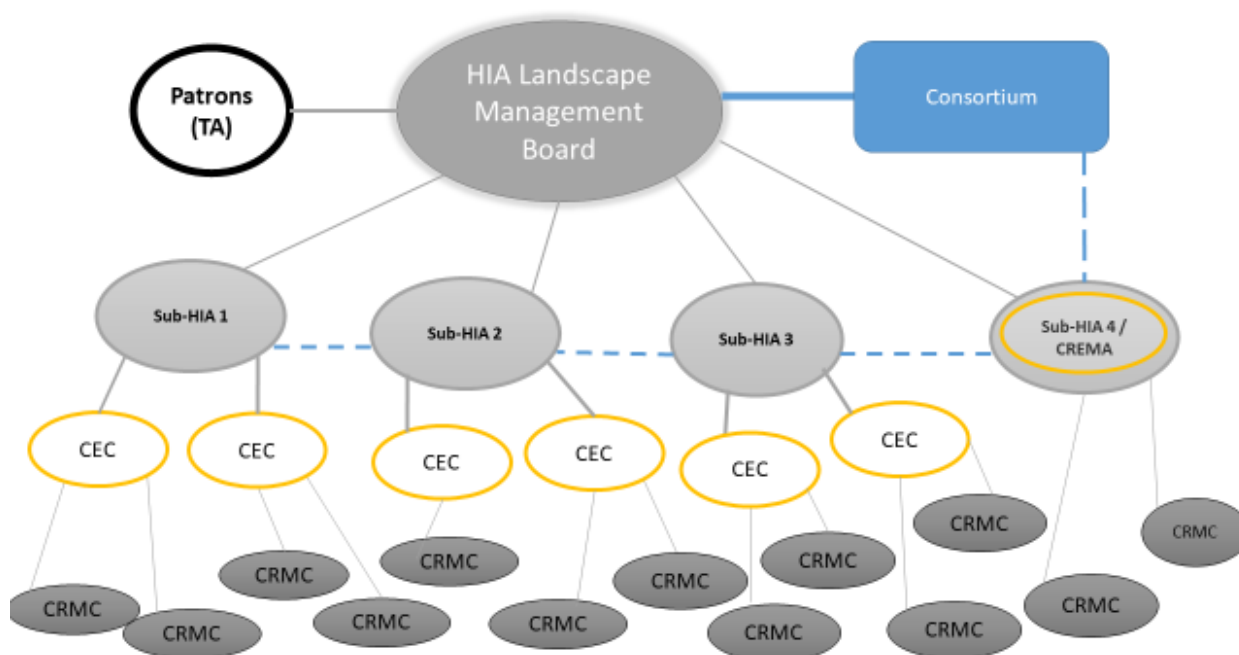 Patrons
(TA)
HIA Landscape
Management
Board
Consortium
Sub-HIA 1
Sub-HIA 2
Sub-HIA 3
Sub-HIA 4 /
CREMA
CEC
CEC
CEC
CEC
CEC
CEC
CRMC
CRMC
CRMC
CRMC
CRMC
CRMC
CRMC
CRMC
CRMC
CRMC
CRMC
CRMC
CRMC